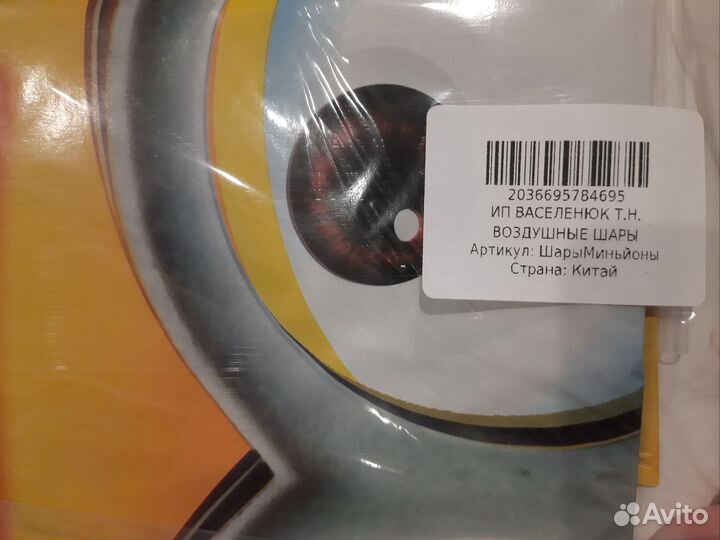 2036695784695
ИП ВАСЕЛЕНЮК Т.Н.
ВОЗДУШНЫЕ ШАРЫ
Артикул: ШарыМиньйоны
Страна: Китай
Avito